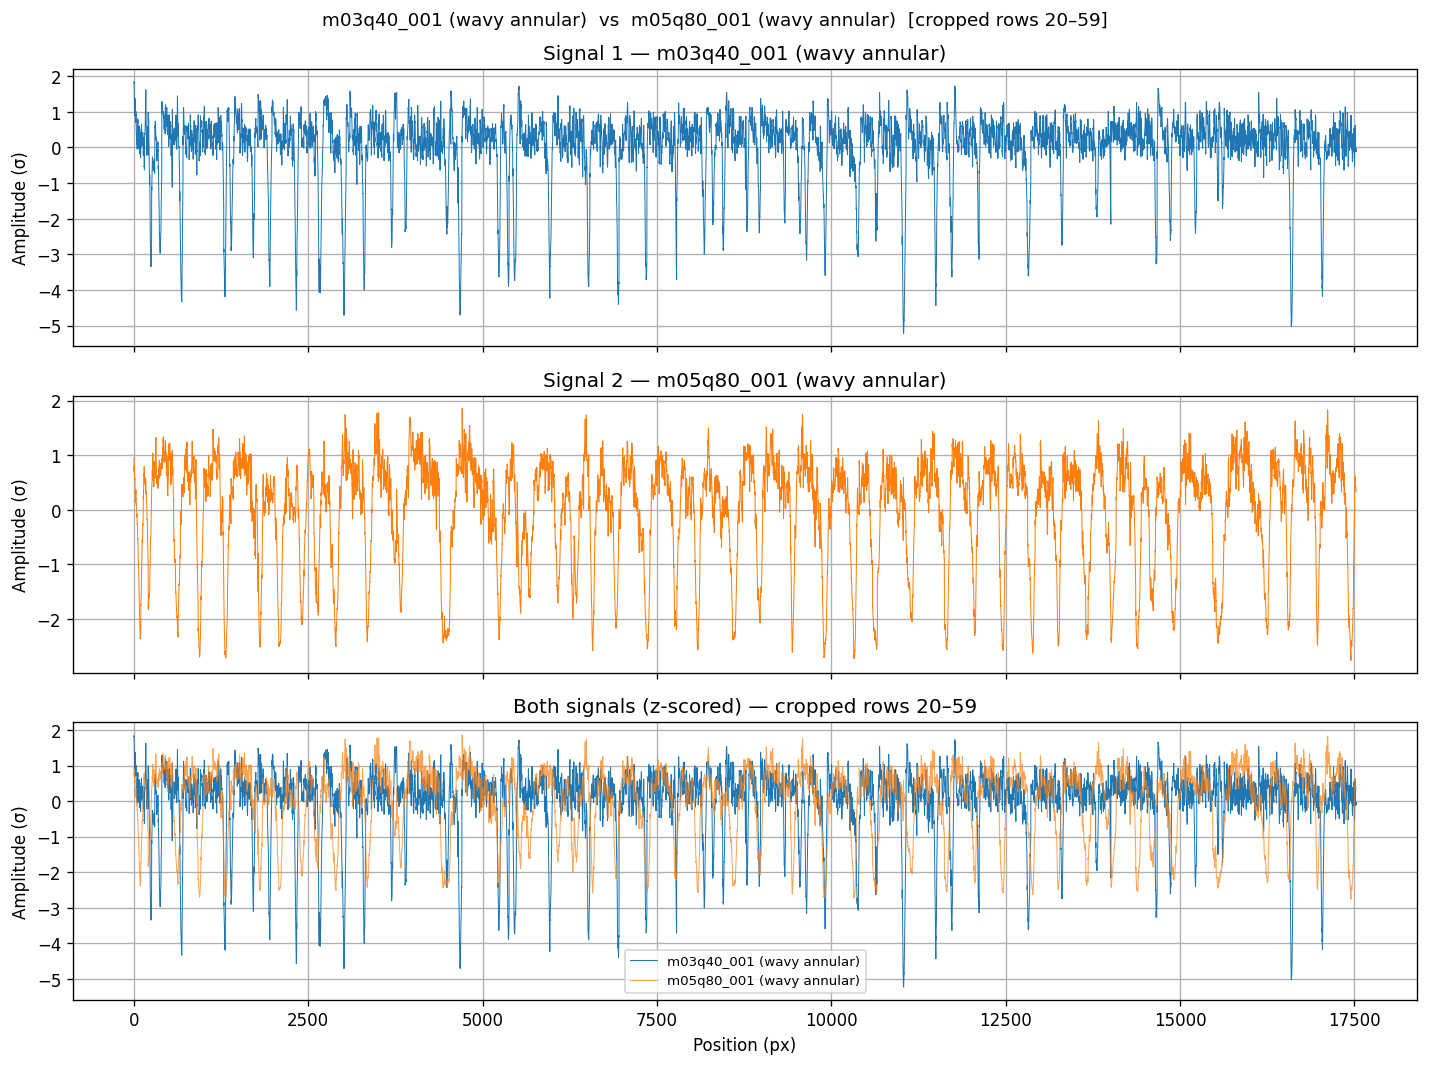 m03q40_001 (wavy annular)  vs  m05q80_001 (wavy annular)  [cropped rows 20–59]
Signal 1 — m03q40_001 (wavy annular)
Amplitude (σ)
2
1
0
−1
−2
−3
−4
−5
Signal 2 — m05q80_001 (wavy annular)
Amplitude (σ)
2
1
0
−1
−2
Both signals (z-scored) — cropped rows 20–59
Amplitude (σ)
2
1
0
−1
−2
−3
−4
−5
m03q40_001 (wavy annular)
m05q80_001 (wavy annular)
0 2500 5000 7500 10000 12500 15000 17500
Position (px)